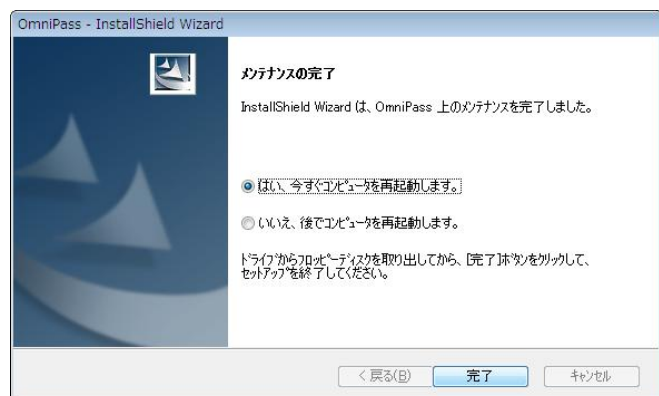 OmniPass - InstallShield Wizard
メンテナンスの完了
InstallShield Wizard は、OmniPass 上のメンテナンスを完了しました。
はい、今すぐコンピュータを再起動します。
いいえ、後でコンピュータを再起動します。
ドライブからフロッピーディスクを取り出してから、[完了]ボタンをクリックして、
セットアップを終了してください。
< 戻る(B) 完了 キャンセル